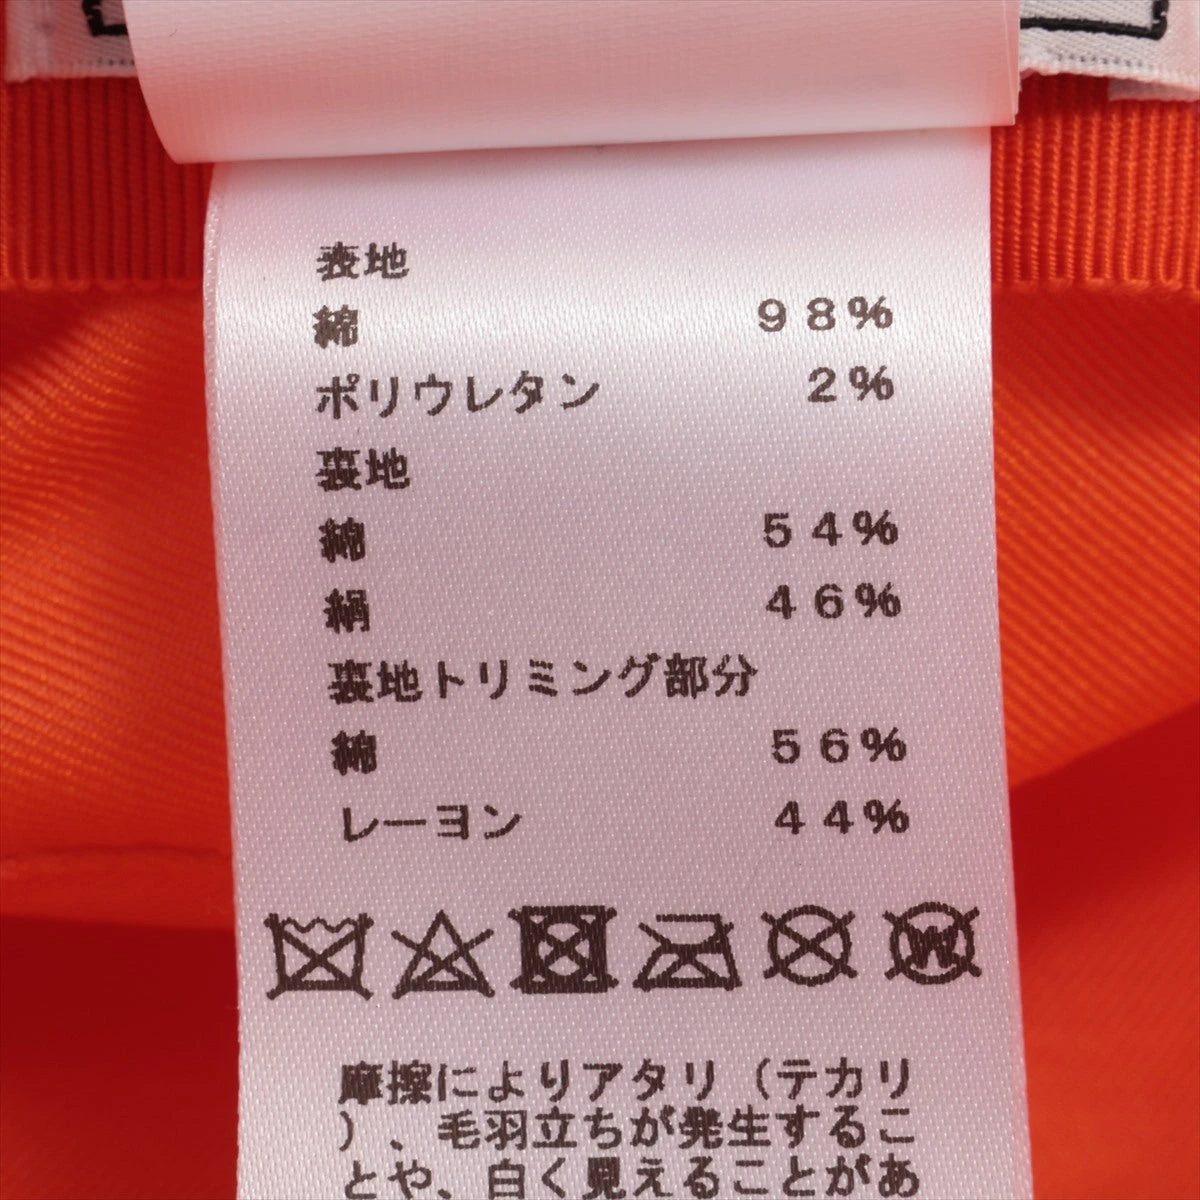 表地
綿 98%
ポリウレタン 2%
裏地
綿 54%
絹 46%
裏地トリミング部分
綿 56%
レーヨン 44%
W
摩擦によりアタリ(テカリ
)、毛羽立ちが発生するこ
とや、白く見えることがあ